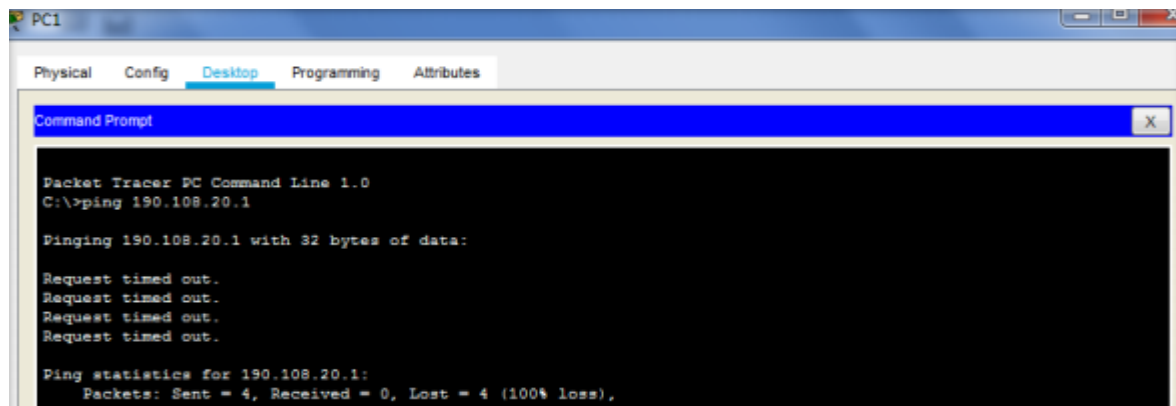 PC1
Physical Config Desktop Programming Attributes
Command Prompt
X
Packet Tracer PC Command Line 1.0
C:\>ping 190.108.20.1
Pinging 190.108.20.1 with 32 bytes of data:
Request timed out.
Request timed out.
Request timed out.
Request timed out.
Ping statistics for 190.108.20.1:
Packets: Sent = 4, Received = 0, Lost = 4 (100% loss),